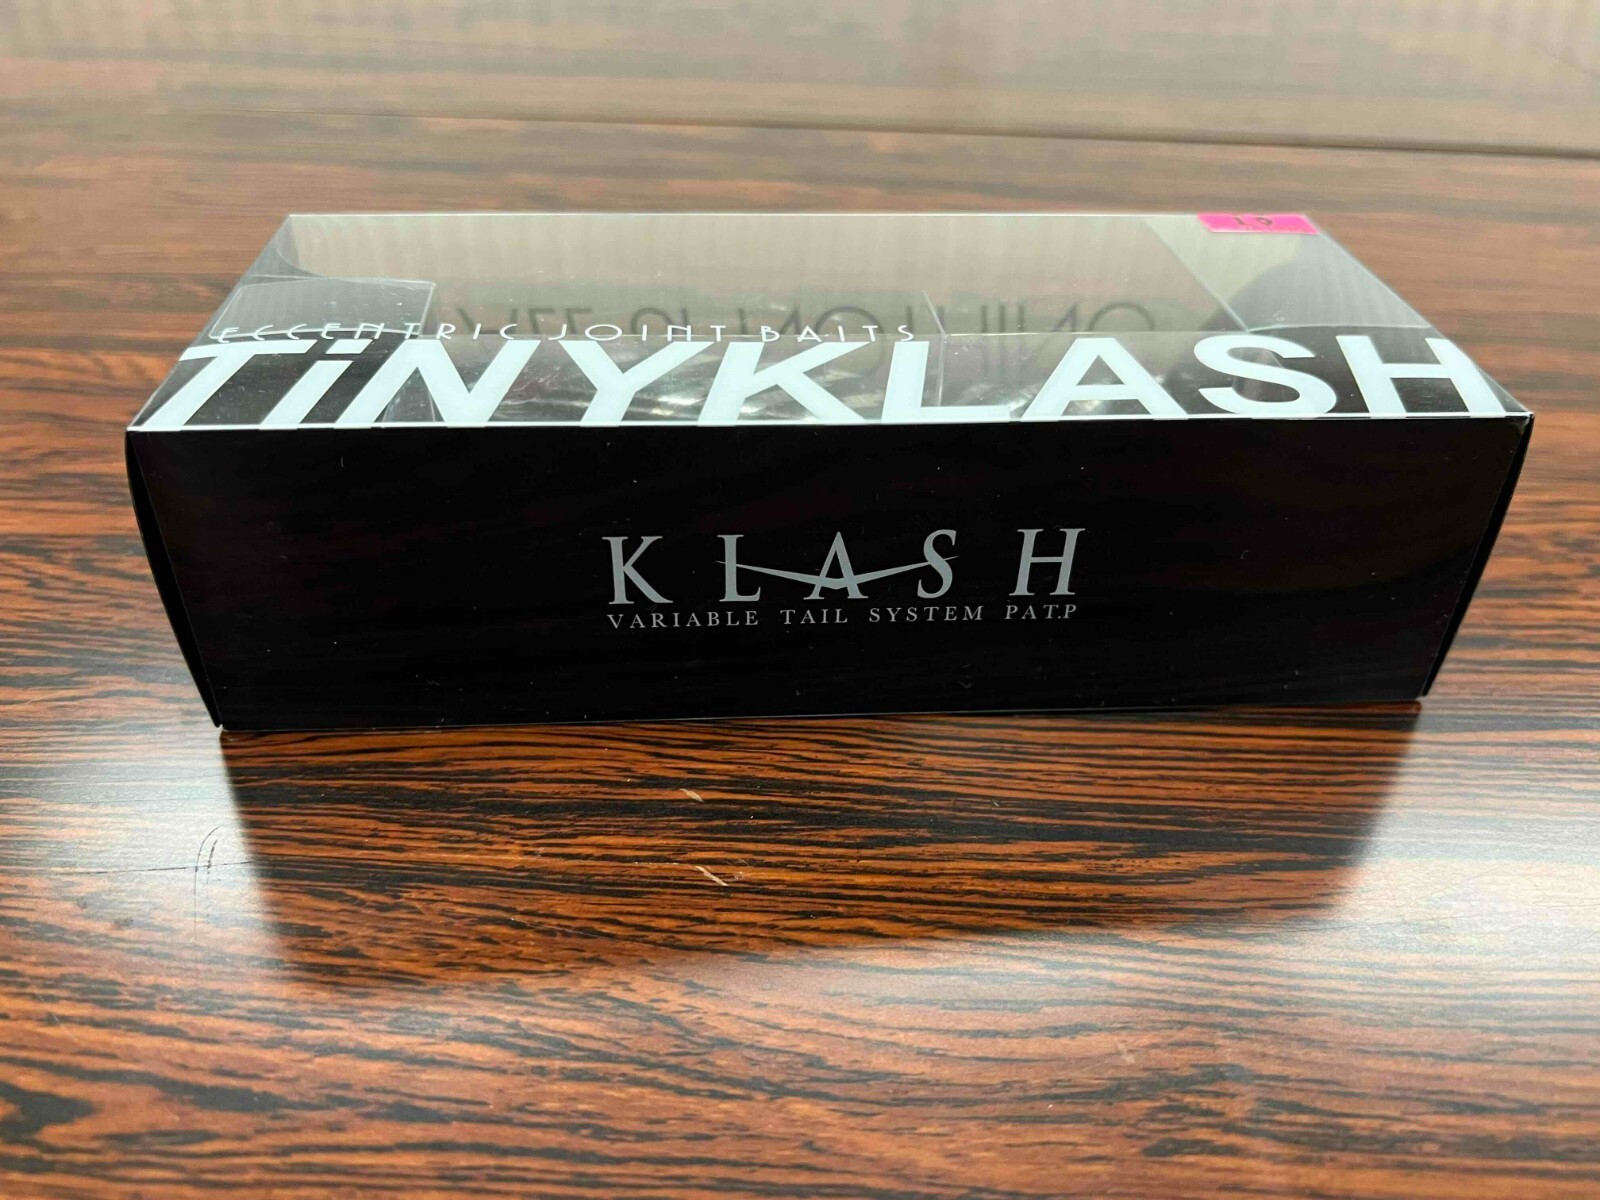 ECCENTRIC JOINT BAITS
TiNYKLASH
KLASH
VARIABLE TAIL SYSTEM PAT.P